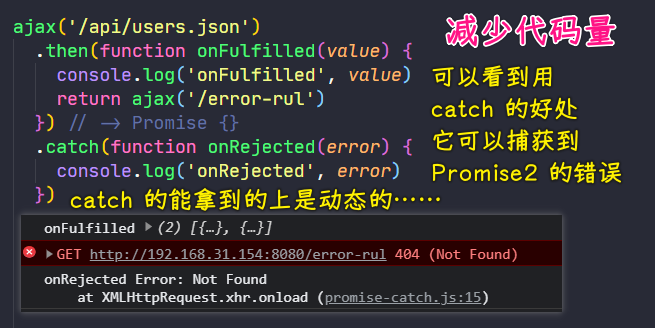 减少代码量
ajax('/api/users.json')
.then(function onFulfilled(value) {
console.log('onFulfilled', value)
return ajax('/error-rul')
}) // -> Promise {}
.catch(function onRejected(error) {
console.log('onRejected', error)
})
可以看到用
catch 的好处
它可以捕获到
Promise2 的错误
catch 的能拿到的上是动态的……
onFulfilled ▶(2) [{…}, {…}]
▶GET http://192.168.31.154:8080/error-rul 404 (Not Found)
onRejected Error: Not Found
at XMLHttpRequest.xhr.onload (promise-catch.js:15)